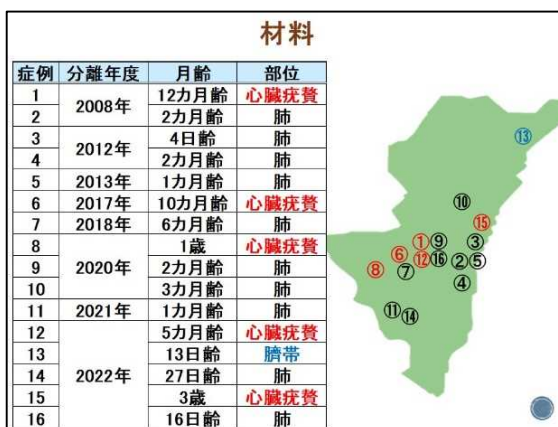 材料
症例 分離年度 月齢 部位
1 2008年 12カ月齢 心臓疣贅
2 2カ月齢 肺
3 2012年 4日齢 肺
4 2カ月齢 肺
5 2013年 1カ月齢 肺
6 2017年 10カ月齢 心臓疣贅
7 2018年 6カ月齢 肺
8 2020年 1歳 心臓疣贅
9 2カ月齢 肺
10 3カ月齢 肺
11 2021年 1カ月齢 肺
12 2022年 5カ月齢 心臓疣贅
13 13日齢 臍帯
14 27日齢 肺
15 3歳 心臓疣贅
16 16日齢 肺
⑬
⑩
⑮
① ⑨ ③
⑥ ⑫ ⑯ ② ⑤
⑧ ⑦
④
⑪ ⑭